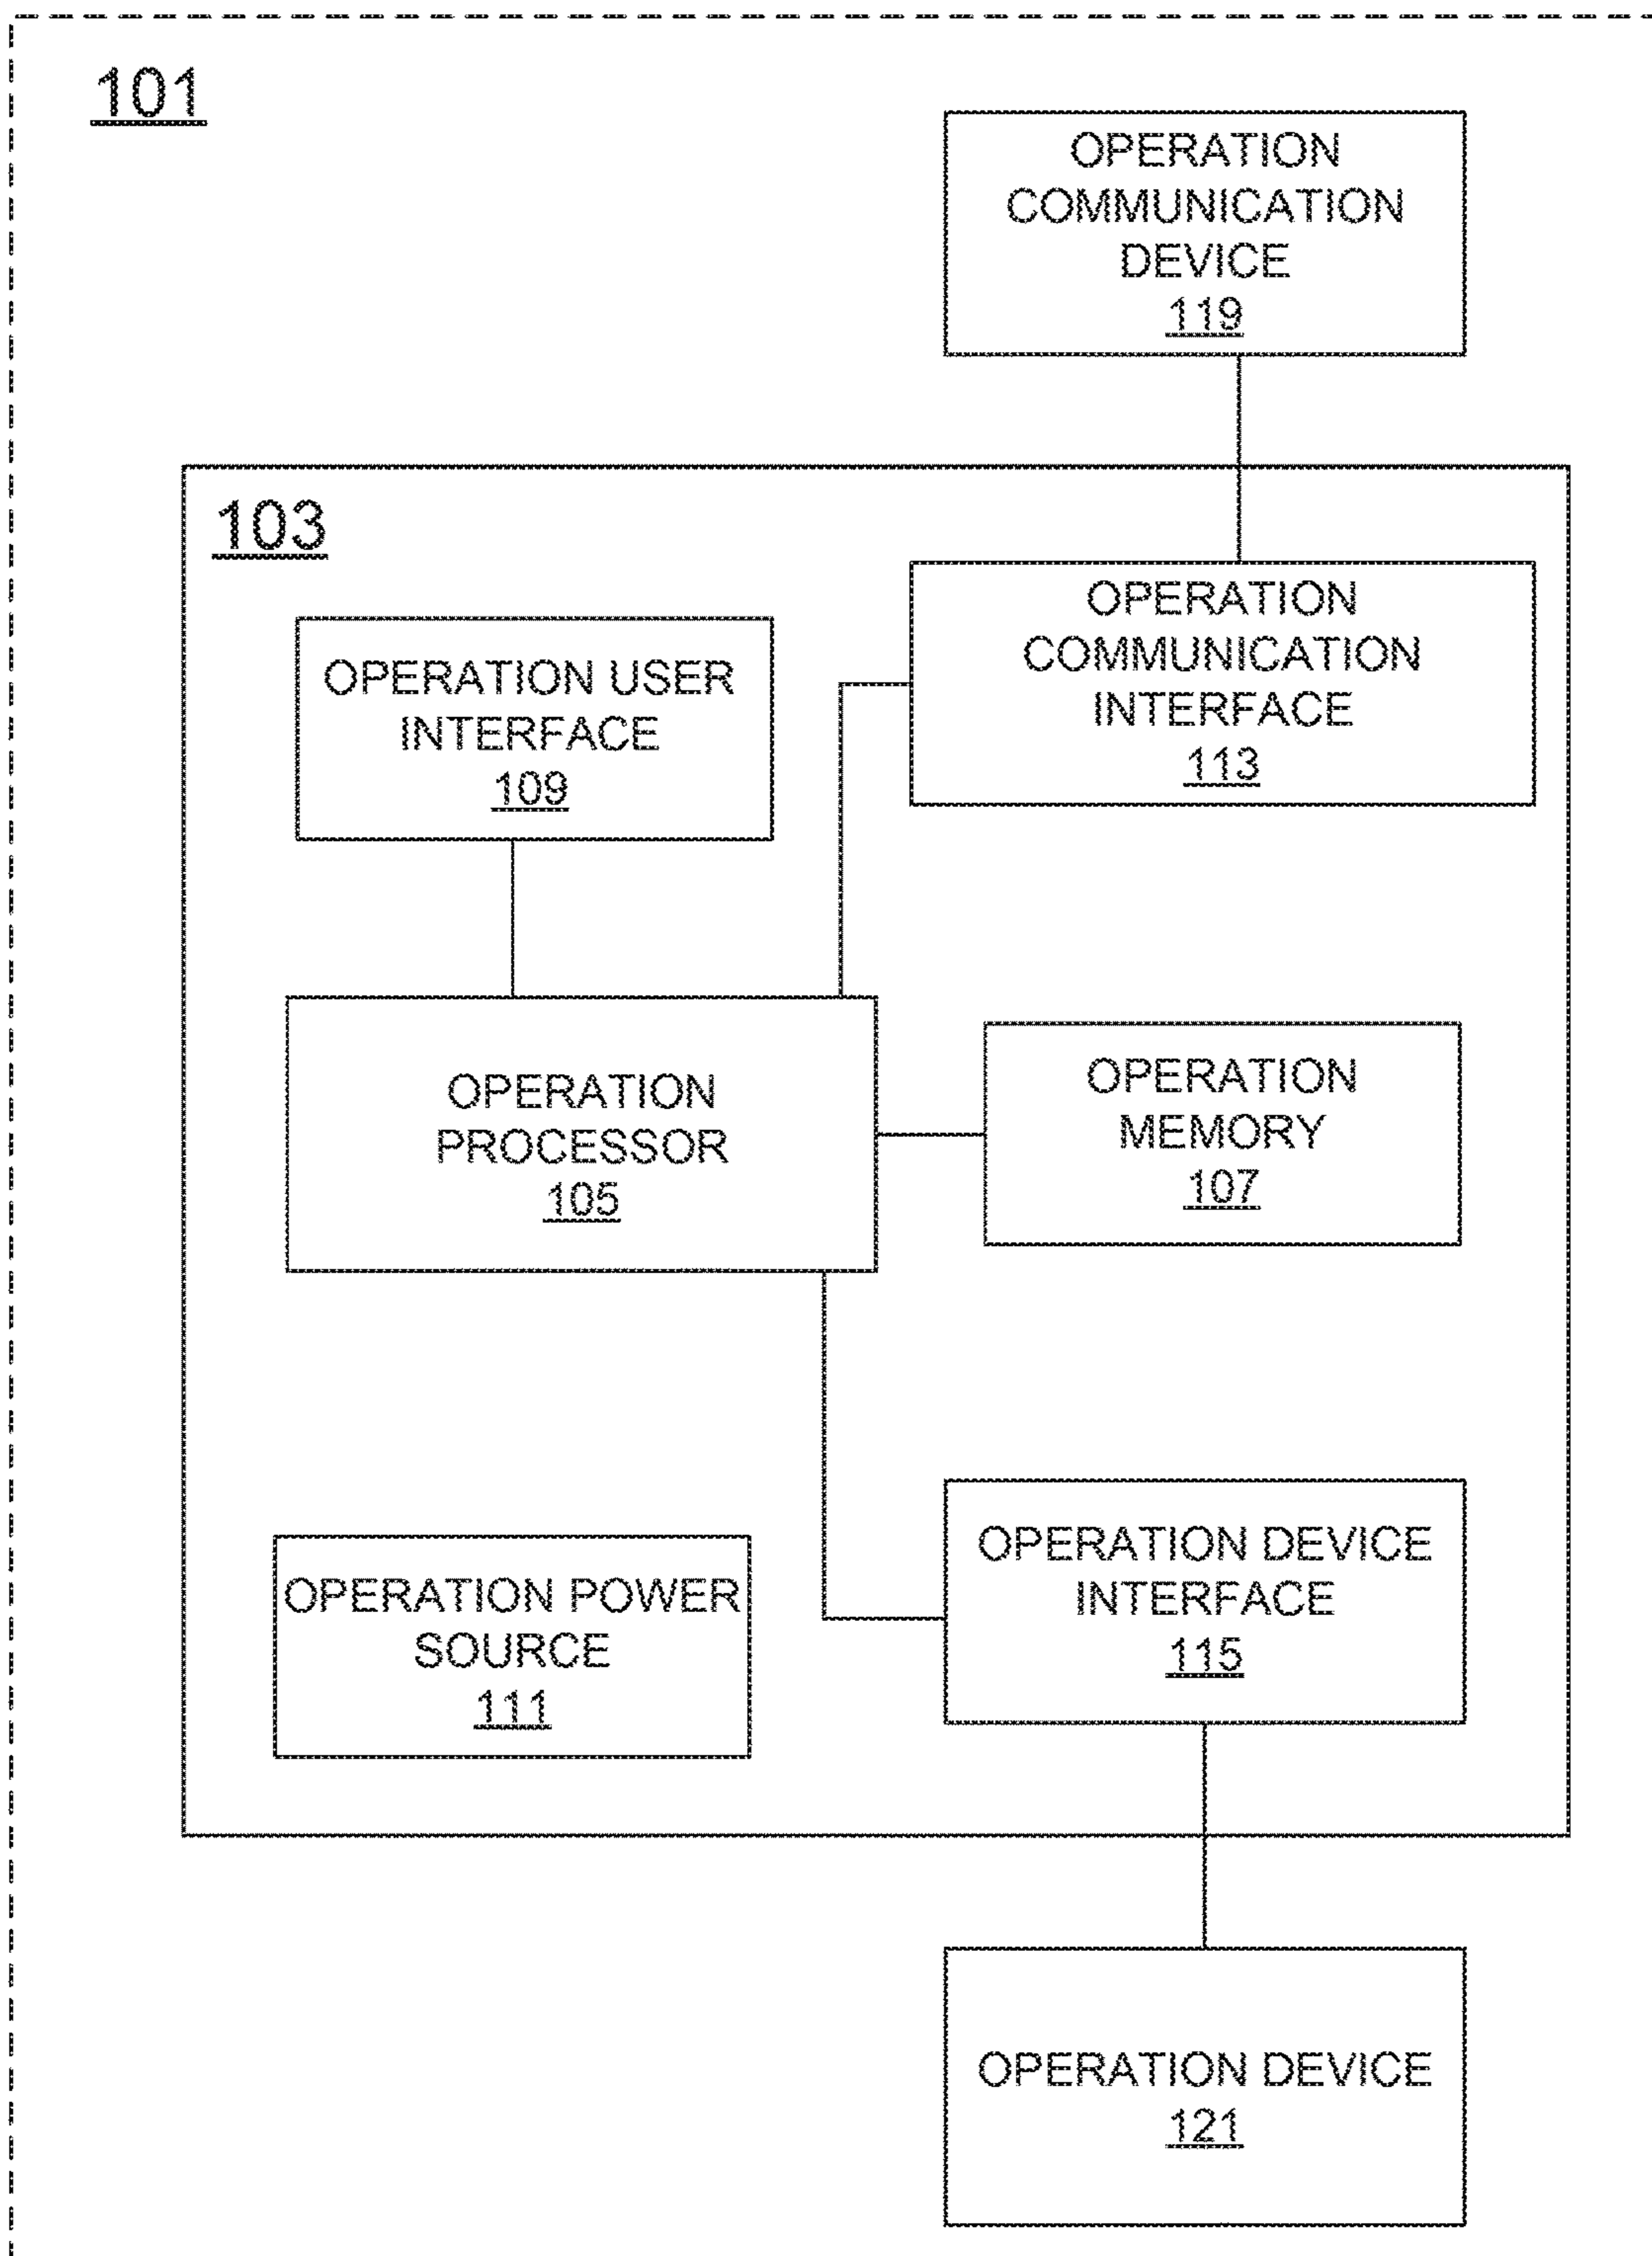 101
OPERATION
COMMUNICATION
DEVICE
119
103
OPERATION USER
INTERFACE
109
OPERATION
COMMUNICATION
INTERFACE
113
OPERATION
PROCESSOR
105
OPERATION
MEMORY
107
OPERATION POWER
SOURCE
111
OPERATION DEVICE
INTERFACE
115
OPERATION DEVICE
121